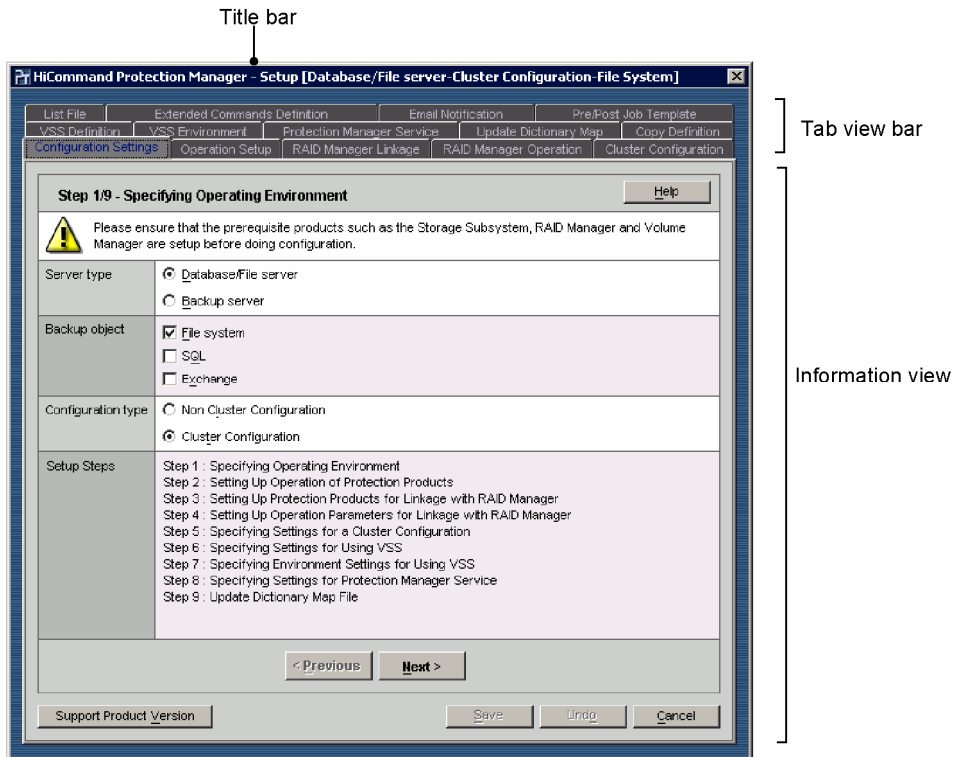 Title bar
HiCommand Protection Manager - Setup [Database/File server-Cluster Configuration-File System]
List File Extended Commands Definition Email Notification Pre/Post Job Template
VSS Definition VSS Environment Protection Manager Service Update Dictionary Map Copy Definition
Configuration Settings Operation Setup RAID Manager Linkage RAID Manager Operation Cluster Configuration
Tab view bar
Step 1/9 - Specifying Operating Environment Help
Please ensure that the prerequisite products such as the Storage Subsystem, RAID Manager and Volume
Manager are setup before doing configuration.
Server type Database/File server
Backup server
Backup object File system
SQL
Exchange
Information view
Configuration type Non Cluster Configuration
Cluster Configuration
Setup Steps Step 1 : Specifying Operating Environment
Step 2 : Setting Up Operation of Protection Products
Step 3 : Setting Up Protection Products for Linkage with RAID Manager
Step 4 : Setting Up Operation Parameters for Linkage with RAID Manager
Step 5 : Specifying Settings for a Cluster Configuration
Step 6 : Specifying Settings for Using VSS
Step 7 : Specifying Environment Settings for Using VSS
Step 8 : Specifying Settings for Protection Manager Service
Step 9 : Update Dictionary Map File
< Previous Next >
Support Product Version Save Undo Cancel